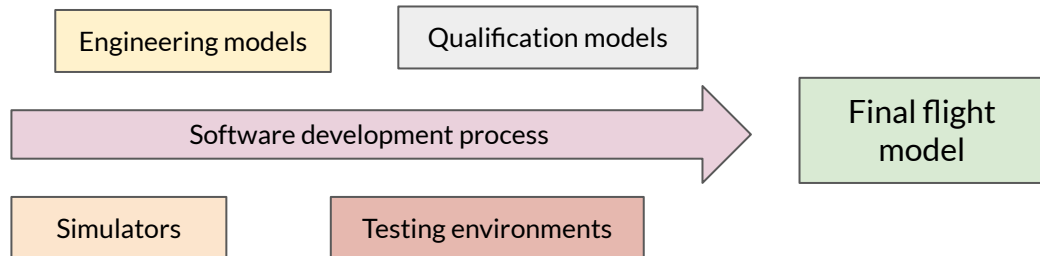 Engineering models
Qualification models
Software development process
Final flight
model
Simulators
Testing environments